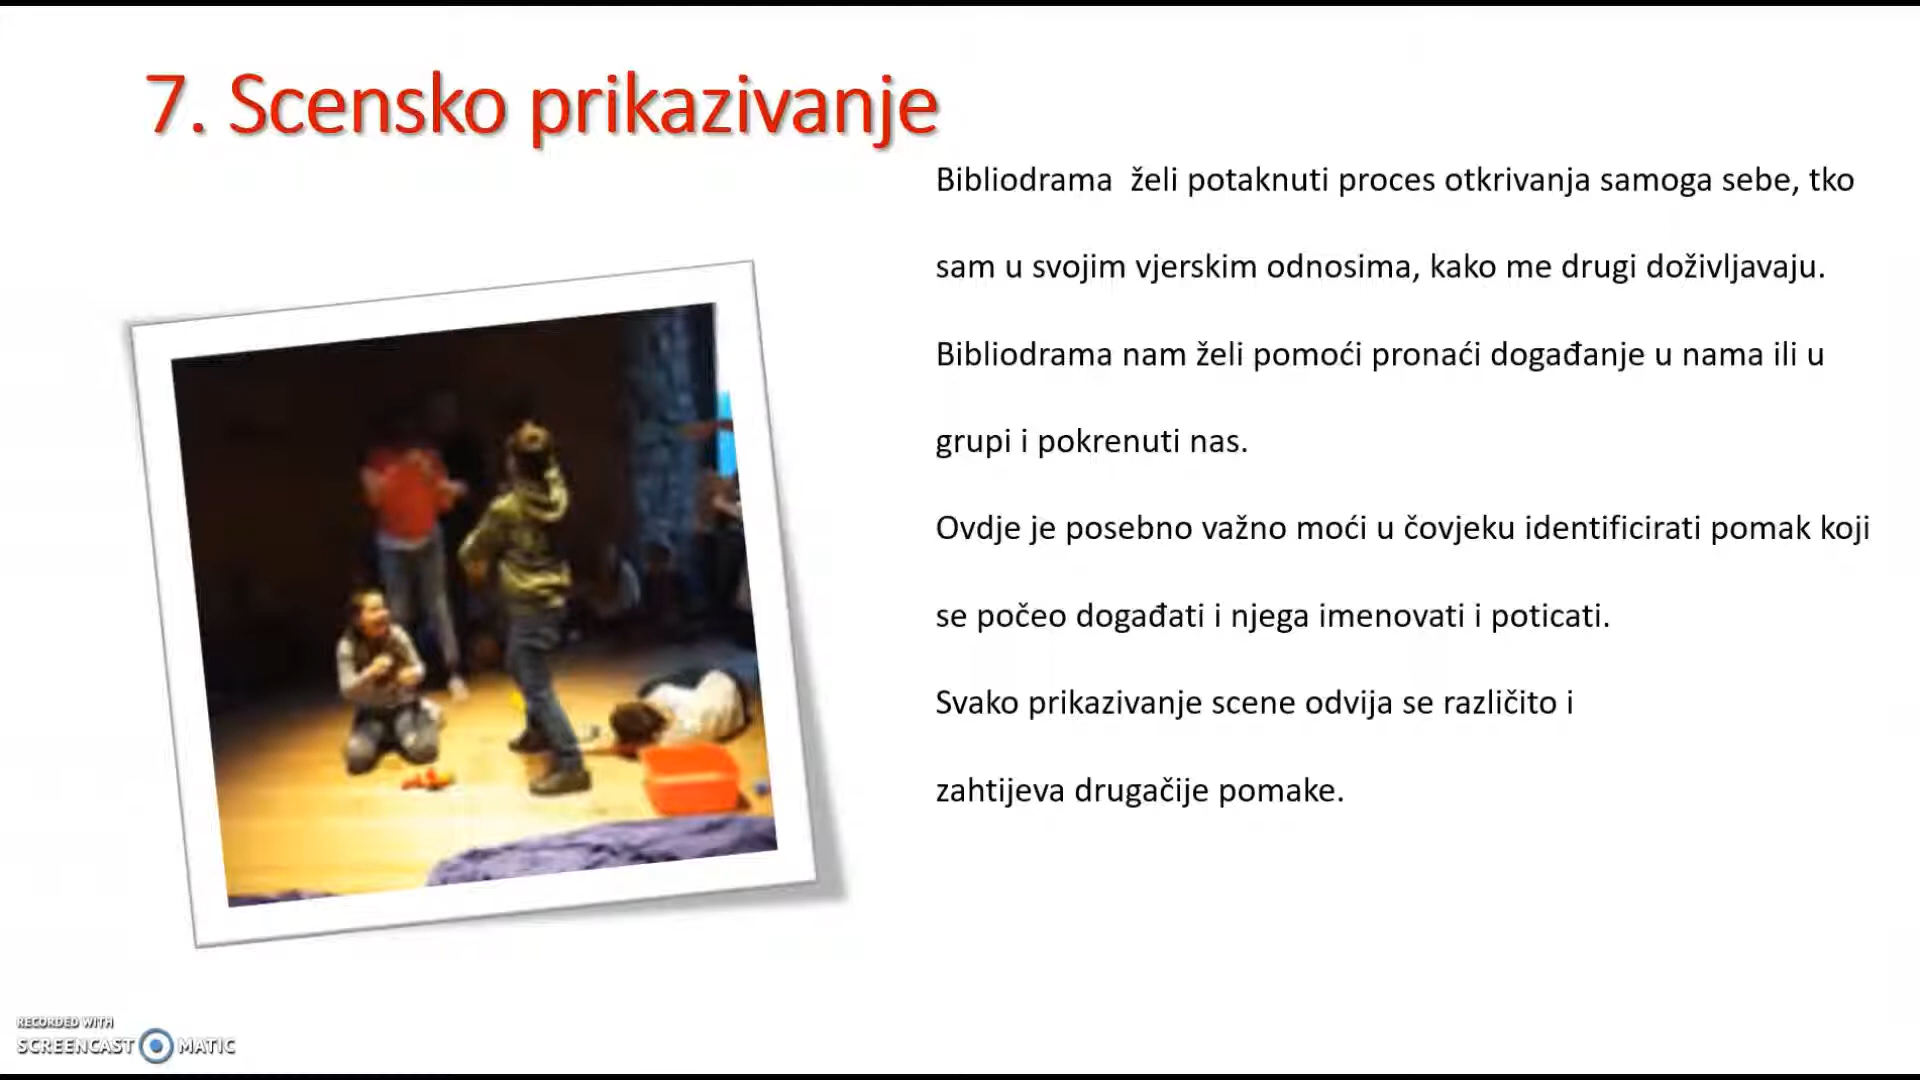 7. Scensko prikazivanje
Bibliodrama  želi potaknuti proces otkrivanja samoga sebe, tko
sam u svojim vjerskim odnosima, kako me drugi doživljavaju.
Bibliodrama nam želi pomoći pronaći događanje u nama ili u
grupi i pokrenuti nas.
Ovdje je posebno važno moći u čovjeku identificirati pomak koji
se počeo događati i njega imenovati i poticati.
Svako prikazivanje scene odvija se različito i
zahtijeva drugačije pomake.
RECORDED WITH
SCREENCAST MATIC